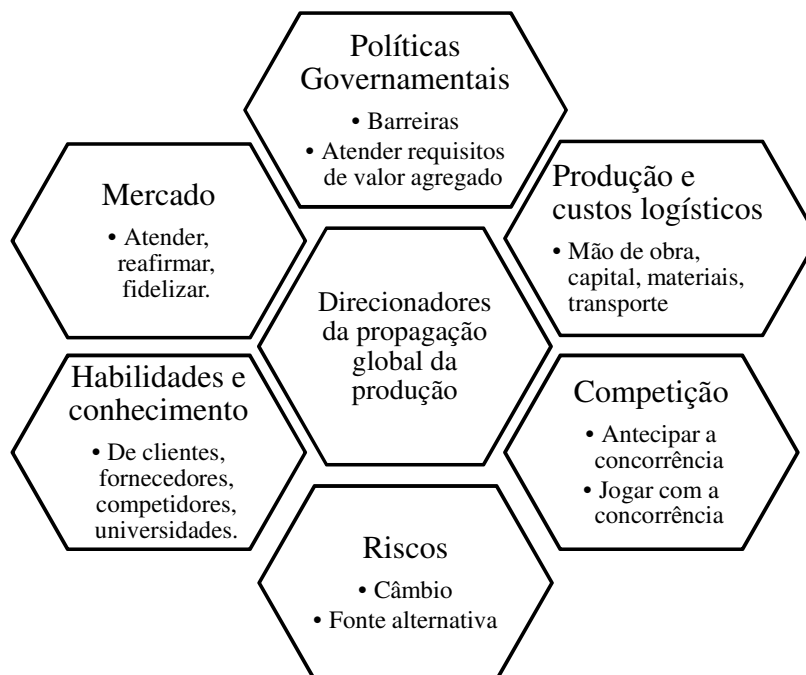 Políticas
Governamentais
• Barreiras
• Atender requisitos
de valor agregado
Mercado
• Atender,
reafirmar,
fidelizar.
Produção e
custos logísticos
• Mão de obra,
capital, materiais,
transporte
Direcionadores
da propagação
global da
produção
Habilidades e
conhecimento
• De clientes,
fornecedores,
competidores,
universidades.
Competição
• Antecipar a
concorrência
• Jogar com a
concorrência
Riscos
• Câmbio
• Fonte alternativa